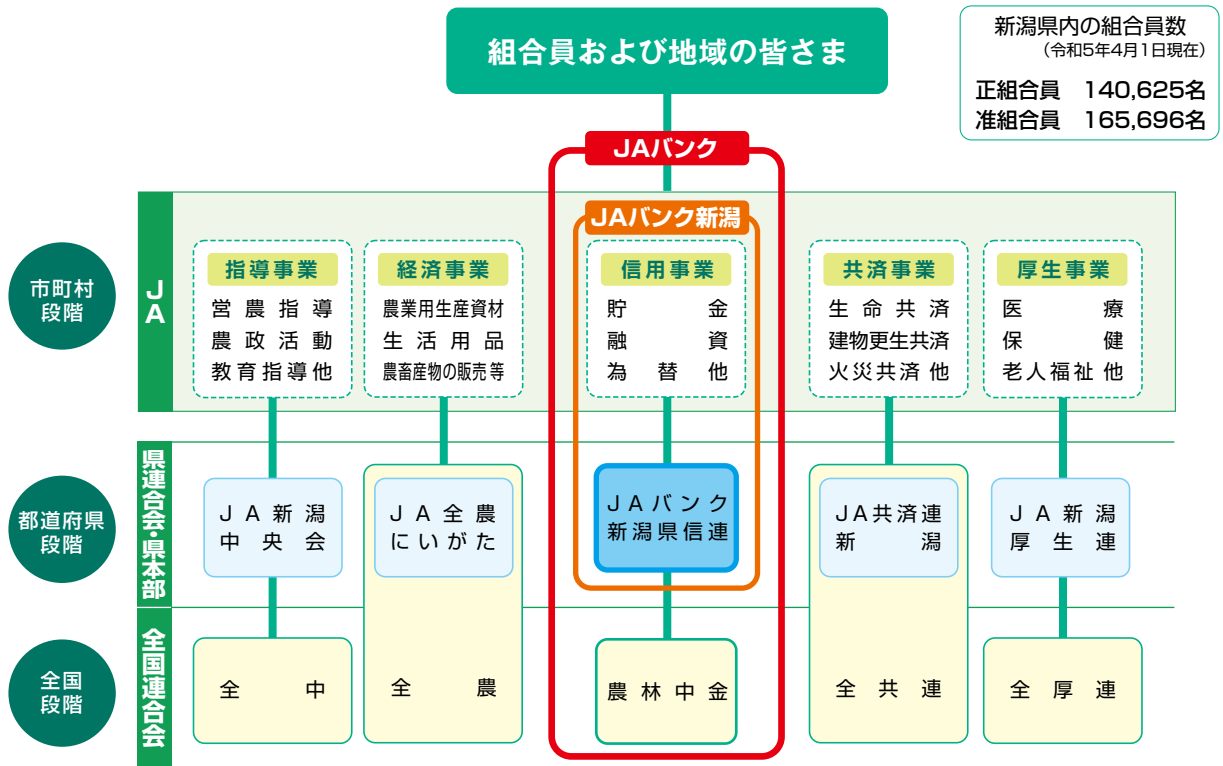 組合員および地域の皆さま
新潟県内の組合員数
（令和5年4月1日現在）
正組合員 140,625名
准組合員 165,696名
JAバンク
JAバンク新潟
市町村
段階
JA
指導事業
営農指導
農政活動
教育指導他
経済事業
農業用生産資材
生活用品
農畜産物の販売等
信用事業
貯金
融資
為替他
共済事業
生命共済
建物更生共済
火災共済他
厚生事業
医療
保健
老人福祉他
都道府県
段階
県連合会・県本部
JA新潟
中央会
JA全農
にいがた
JAバンク
新潟県信連
JA共済連
新潟
JA新潟
厚生連
全国
段階
全国連合会
全中
全農
農林中金
全共連
全厚連